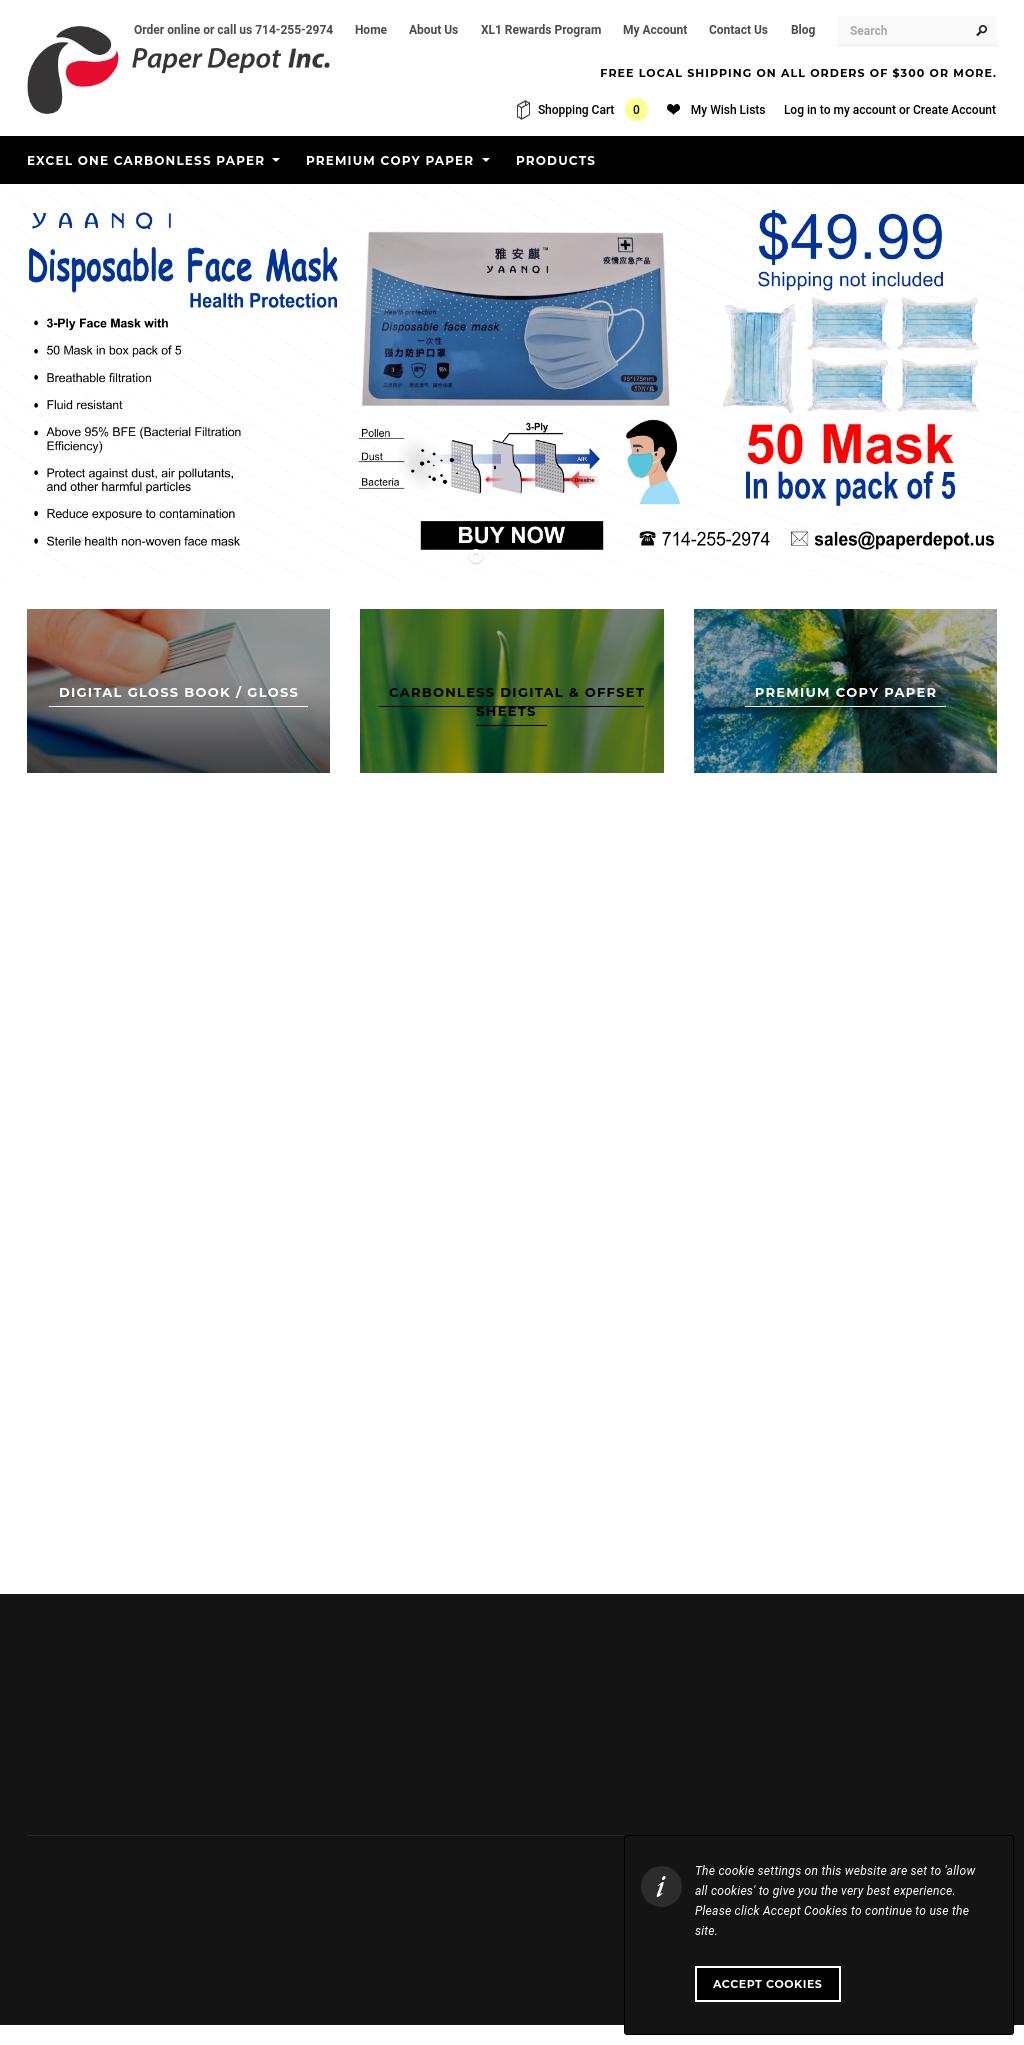 Order online or call us 714-255-2974
Home
About Us
XL1 Rewards Program
My Account
Contact Us
Blog
Search
Paper Depot Inc.
FREE LOCAL SHIPPING ON ALL ORDERS OF $300 OR MORE.
Shopping Cart 0
My Wish Lists
Log in to my account or Create Account
EXCEL ONE CARBONLESS PAPER
PREMIUM COPY PAPER
PRODUCTS
YAANQI
Disposable Face Mask
Health Protection
• 3-Ply Face Mask with
• 50 Mask in box pack of 5
• Breathable filtration
• Fluid resistant
• Above 95% BFE (Bacterial Filtration
Efficiency)
• Protect against dust, air pollutants,
and other harmful particles
• Reduce exposure to contamination
• Sterile health non-woven face mask
雅安麒™
YAANQI
疫情应急产品
Health protection
Disposable face mask
一次性
强力防护口罩
95*175mm
Pollen
Dust
Bacteria
3-Ply
AIR
Breathe
$49.99
Shipping not included
50 Mask
In box pack of 5
BUY NOW
714-255-2974
sales@paperdepot.us
DIGITAL GLOSS BOOK / GLOSS
CARBONLESS DIGITAL & OFFSET
SHEETS
PREMIUM COPY PAPER
The cookie settings on this website are set to 'allow
all cookies' to give you the very best experience.
Please click Accept Cookies to continue to use the
site.
ACCEPT COOKIES